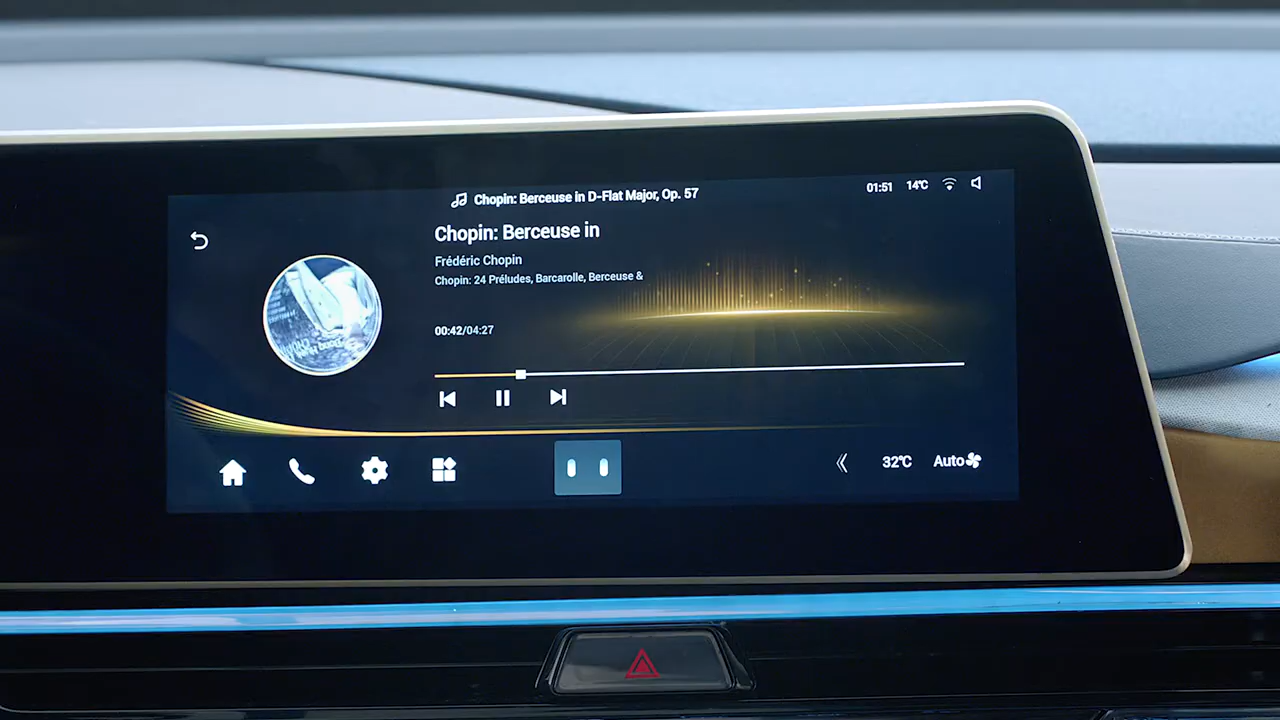 Chopin: Berceuse in D-Flat Major, Op. 57
01:51 14℃
Chopin: Berceuse in
Frédéric Chopin
Chopin: 24 Préludes, Barcarolle, Berceuse &
00:42/04:27
32℃ Auto